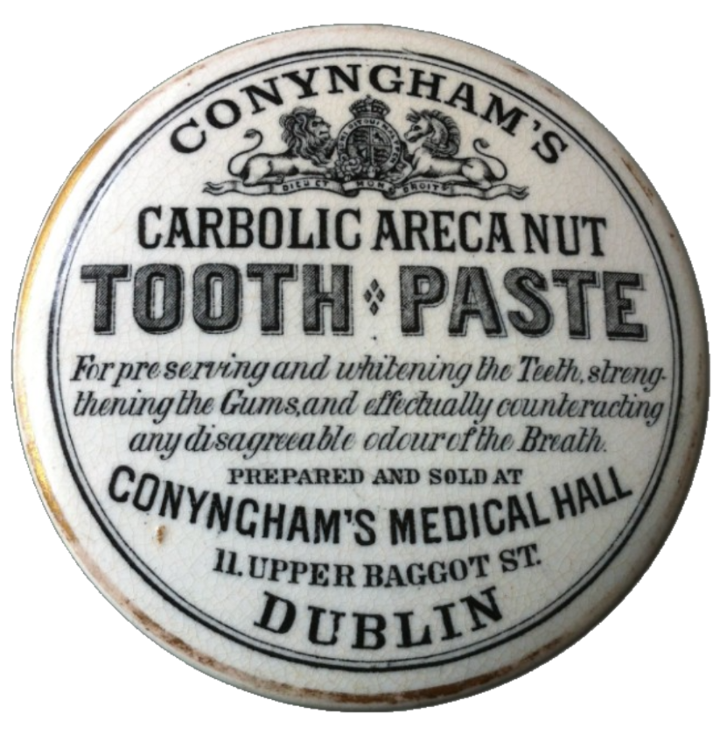 CONYNGHAM'S
DIEU ET MON DROIT
CARBOLIC ARECA NUT
TOOTH PASTE
For preserving and whitening the Teeth, streng-
thening the Gums, and effectually counteracting
any disagreeable odour of the Breath.
PREPARED AND SOLD AT
CONYNGHAM'S MEDICAL HALL
11. UPPER BAGGOT ST.
DUBLIN